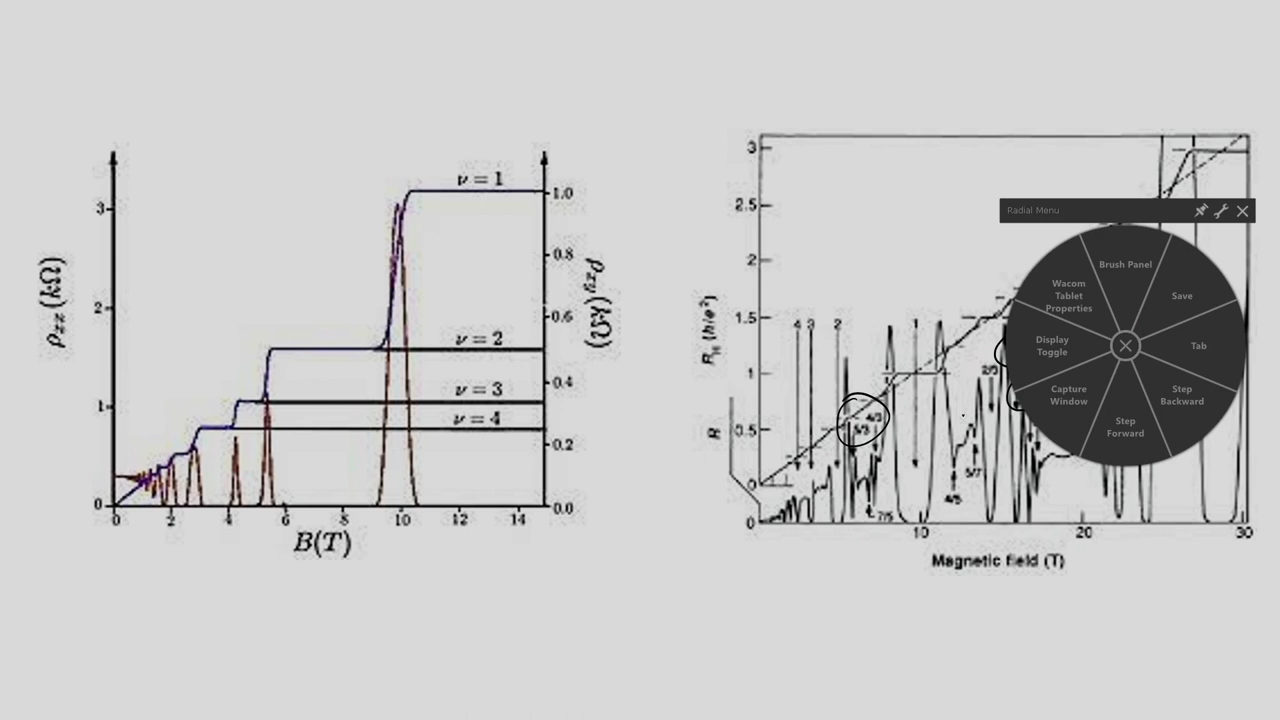 ρxx(kΩ)
3
2
1
0
0 2 4 6 8 10 12 14
B(T)
ν = 1
ν = 2
ν = 3
ν = 4
1.0
0.8
0.6
0.4
0.2
0.0
ρxy(kΩ)
3
2.5
2
1.5
1
0.5
0
0
RH (h/e²)
R
4 3 2 1
2/3
4/3
5/3
5/7
4/5
7/5
10 20 30
Magnetic field (T)
Radial Menu
Brush Panel
Save
Tab
Step
Backward
Step
Forward
Capture
Window
Display
Toggle
Wacom
Tablet
Properties